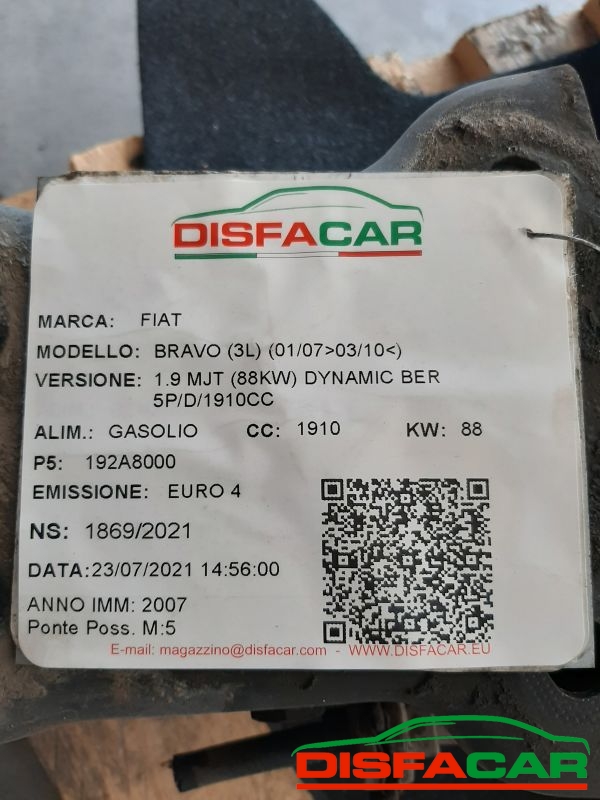 DISFACAR
MARCA: FIAT
MODELLO: BRAVO (3L) (01/07>03/10<)
VERSIONE: 1.9 MJT (88KW) DYNAMIC BER
5P/D/1910CC
ALIM.: GASOLIO CC: 1910 KW: 88
P5: 192A8000
EMISSIONE: EURO 4
NS: 1869/2021
DATA:23/07/2021 14:56:00
ANNO IMM: 2007
Ponte Poss. M:5
E-mail: magazzino@disfacar.com - WWW.DISFACAR.EU
DISFACAR